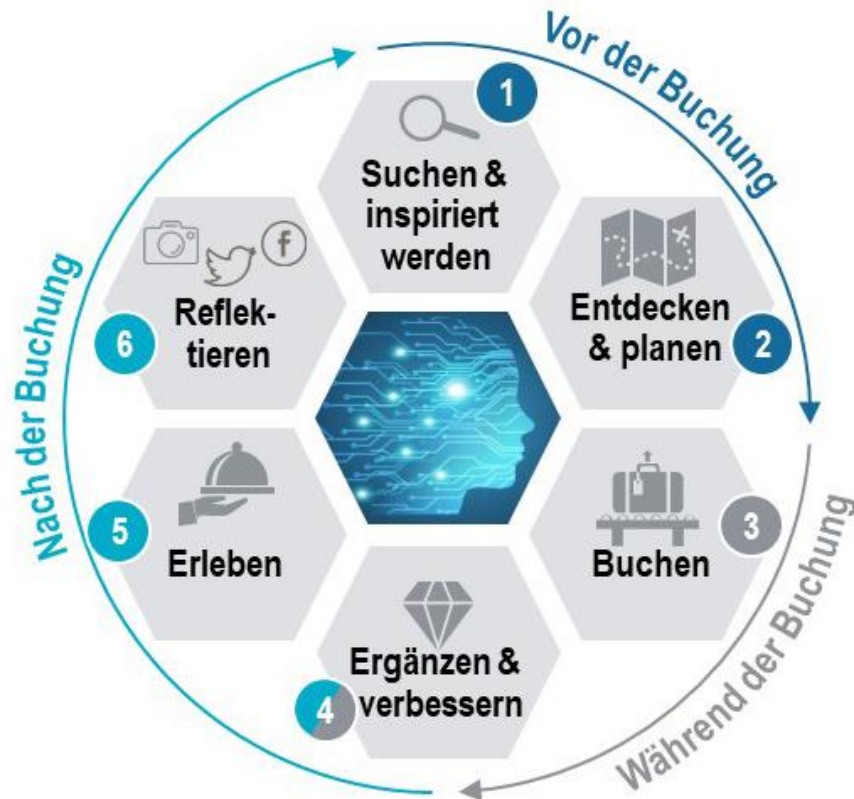 Vor der Buchung
1
Suchen &
inspiriert
werden
Entdecken
& planen
2
Während der Buchung
3
Buchen
Ergänzen &
verbessern
4
Nach der Buchung
5
Erleben
f
Reflek-
tieren
6